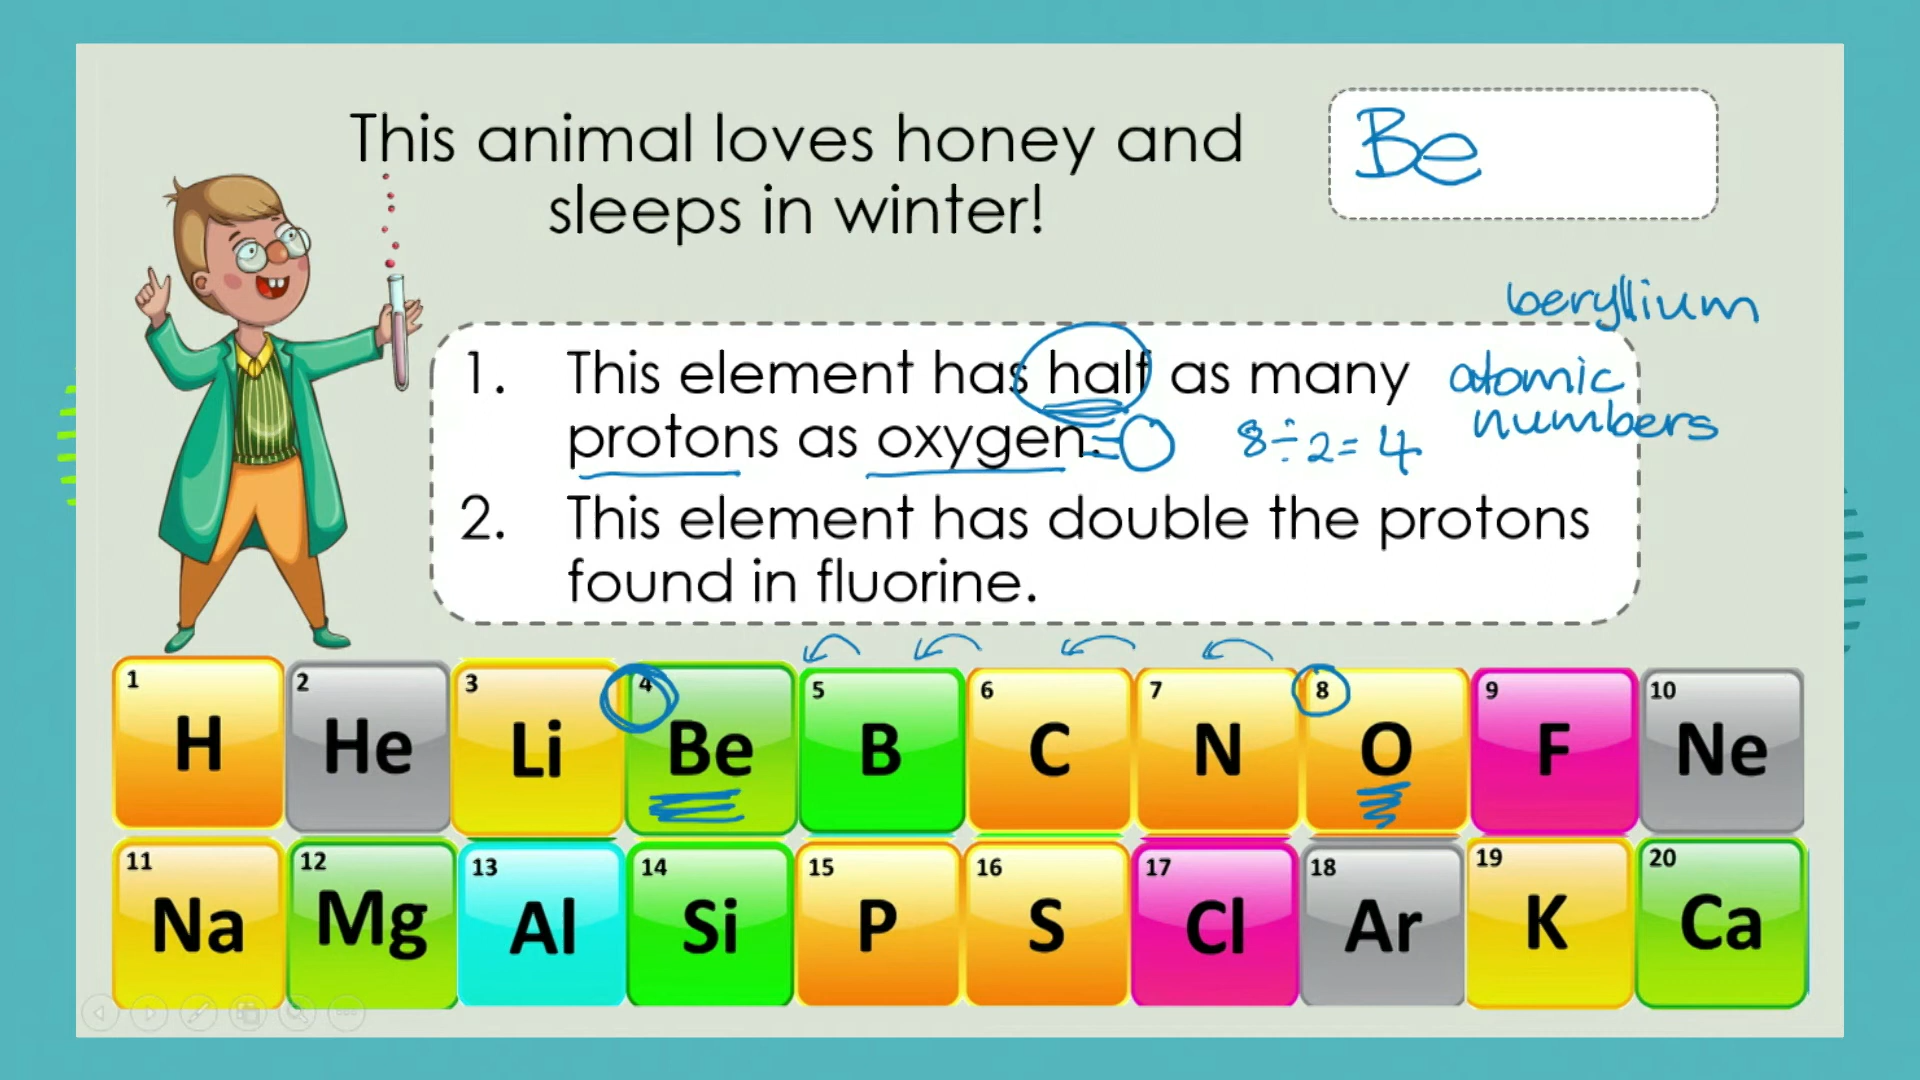 This animal loves honey and
sleeps in winter!
Be
beryllium
1. This element has half as many
protons as oxygen. = O
8 ÷ 2 = 4
atomic
numbers
2. This element has double the protons
found in fluorine.
1 2 3 4 5 6 7 8 9 10
H He Li Be B C N O F Ne
11 12 13 14 15 16 17 18 19 20
Na Mg Al Si P S Cl Ar K Ca